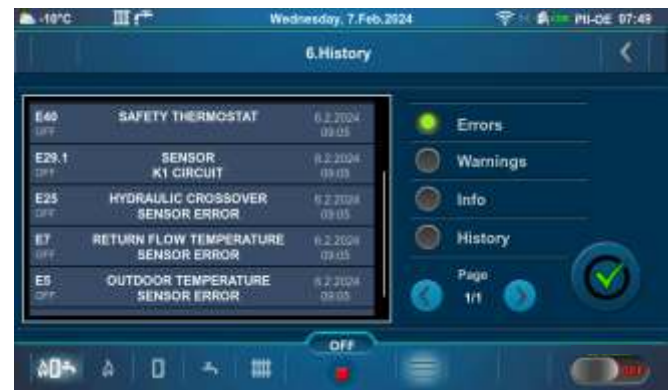 -10°C
Wednesday, 7.Feb.2024
07:49
6.History
E40
SAFETY THERMOSTAT
6.2.2024
OFF
09:05
E29.1
SENSOR
6.2.2024
OFF
K1 CIRCUIT
09:05
E25
HYDRAULIC CROSSOVER
6.2.2024
OFF
SENSOR ERROR
09:05
E7
RETURN FLOW TEMPERATURE
6.2.2024
OFF
SENSOR ERROR
09:05
E5
OUTDOOR TEMPERATURE
6.2.2024
OFF
SENSOR ERROR
09:05
Errors
Warnings
Info
History
Page
1/1
OFF
OFF